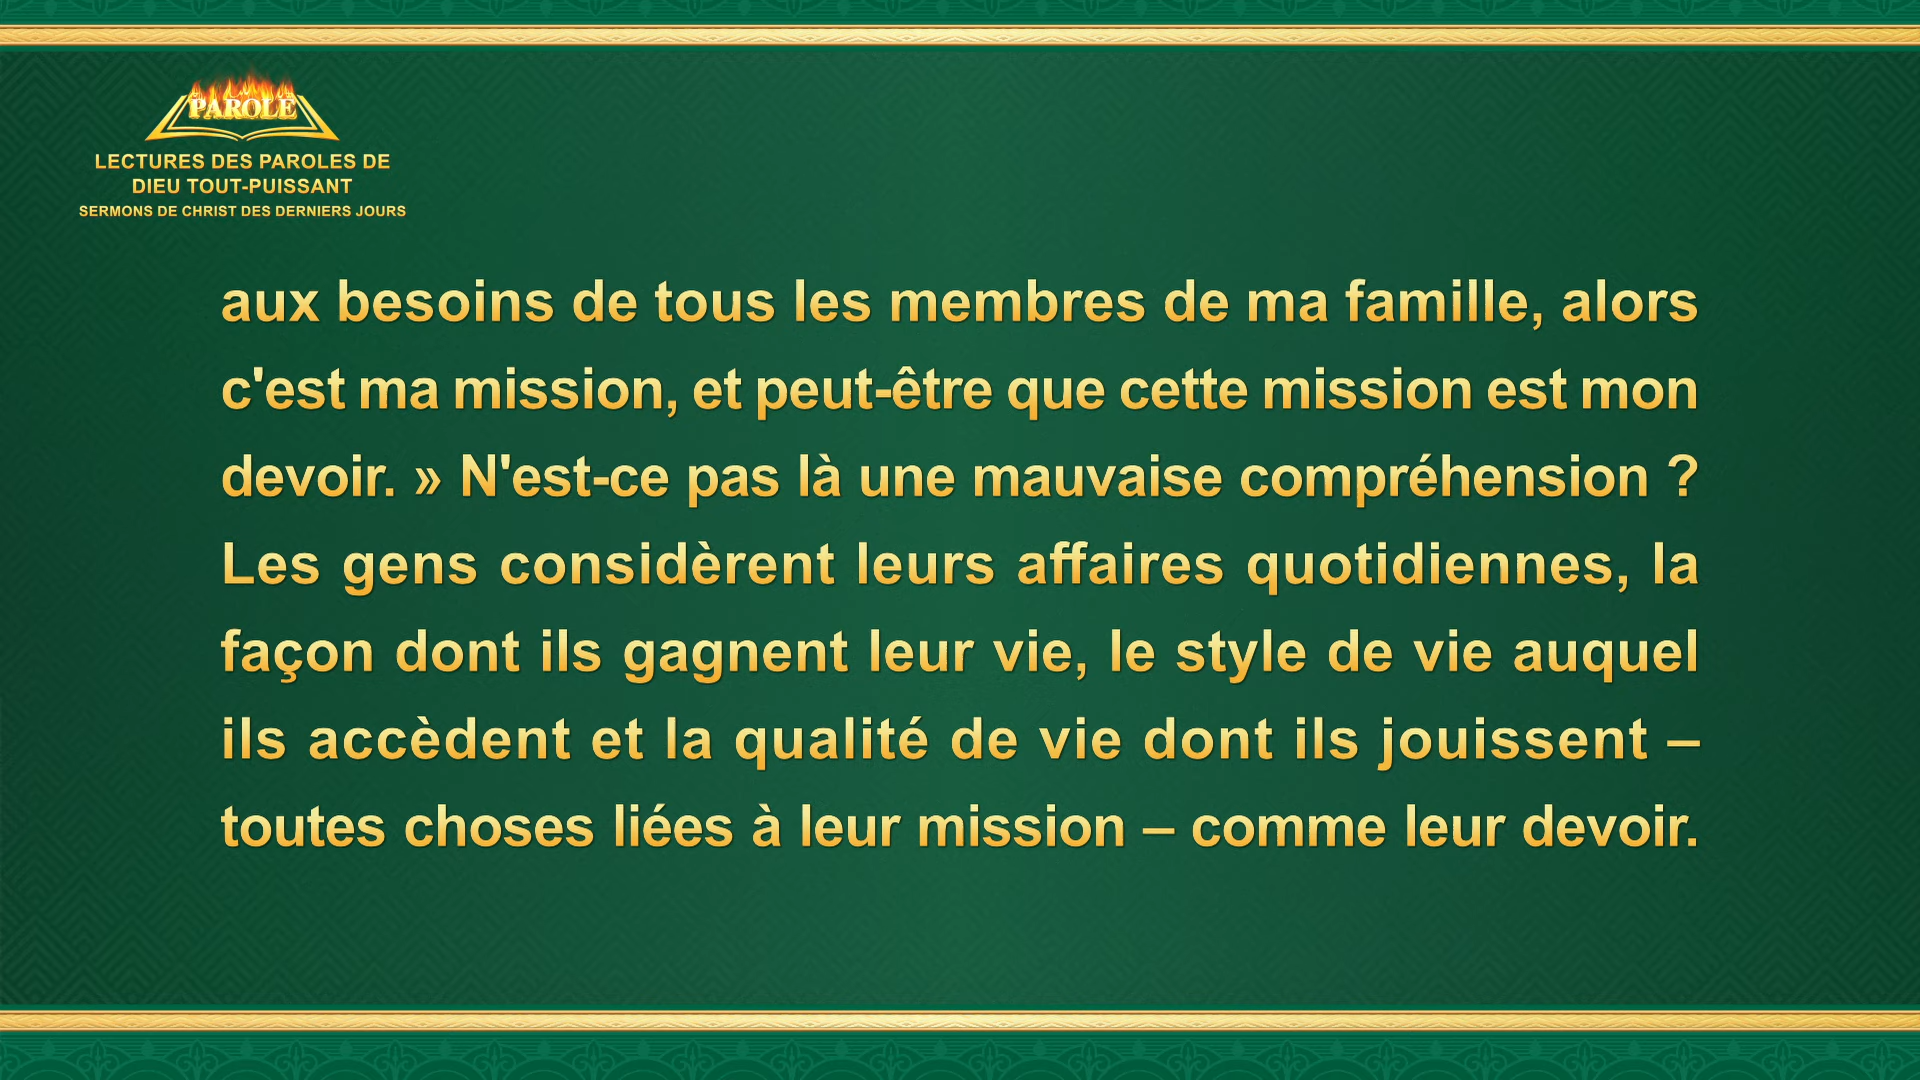 PAROLE
LECTURES DES PAROLES DE
DIEU TOUT-PUISSANT
SERMONS DE CHRIST DES DERNIERS JOURS
aux besoins de tous les membres de ma famille, alors
c'est ma mission, et peut-être que cette mission est mon
devoir. » N'est-ce pas là une mauvaise compréhension ?
Les gens considèrent leurs affaires quotidiennes, la
façon dont ils gagnent leur vie, le style de vie auquel
ils accèdent et la qualité de vie dont ils jouissent –
toutes choses liées à leur mission – comme leur devoir.